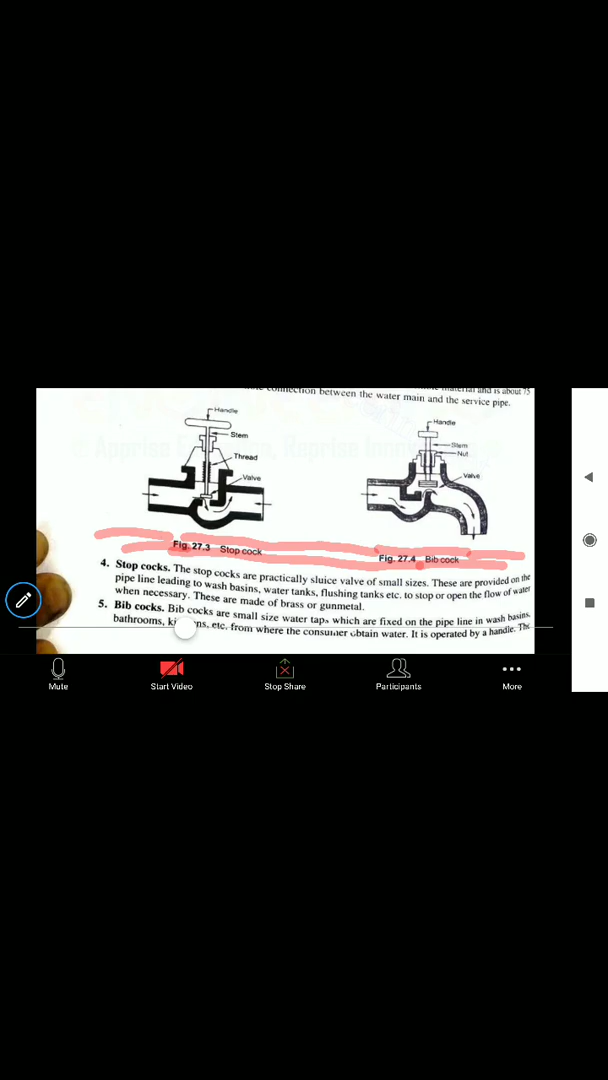 connection between the water main and the service pipe.
material and is about 75
Handle
Stem
Thread
Valve
Handle
Stem
Nut
Valve
Fig. 27.3 Stop cock
Fig. 27.4 Bib cock
4. Stop cocks. The stop cocks are practically sluice valve of small sizes. These are provided on the
pipe line leading to wash basins, water tanks, flushing tanks etc. to stop or open the flow of water
when necessary. These are made of brass or gunmetal.
5. Bib cocks. Bib cocks are small size water taps which are fixed on the pipe line in wash basins,
bathrooms, etc. from where the consumer obtain water. It is operated by a handle. The
Mute
Start Video
Stop Share
Participants
More